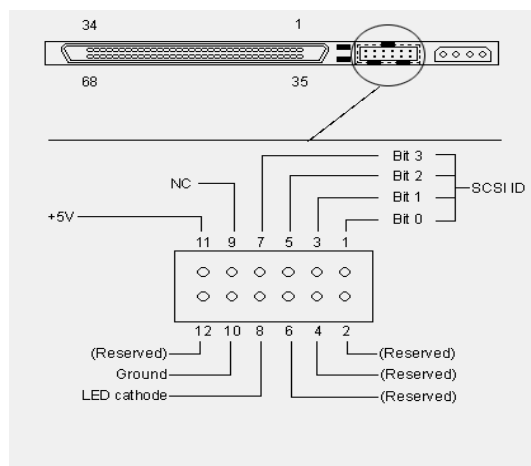 34 1
68 35
Bit 3
Bit 2
NC
SCSI ID
Bit 1
+5V
Bit 0
11 9 7 5 3 1
12 10 8 6 4 2
(Reserved) (Reserved)
Ground (Reserved)
LED cathode (Reserved)